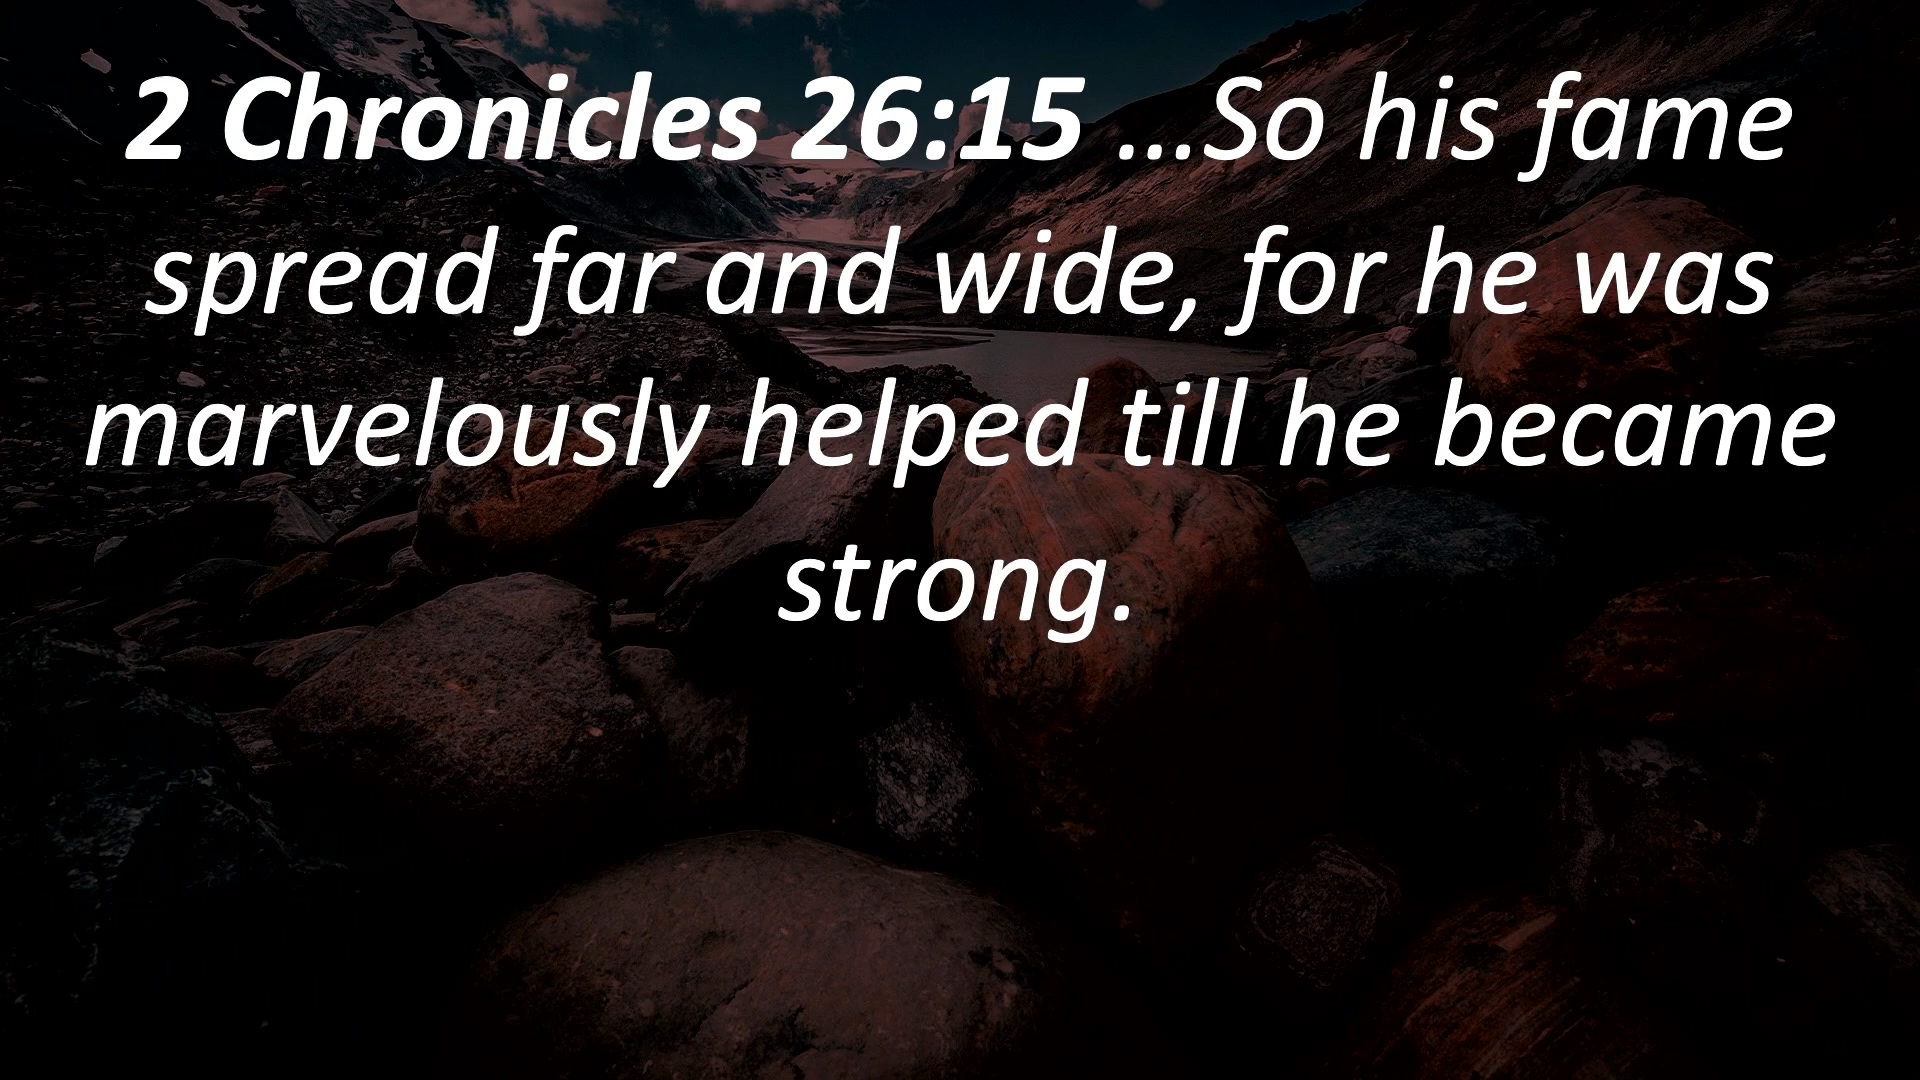 2 Chronicles 26:15 …So his fame
spread far and wide, for he was
marvelously helped till he became
strong.